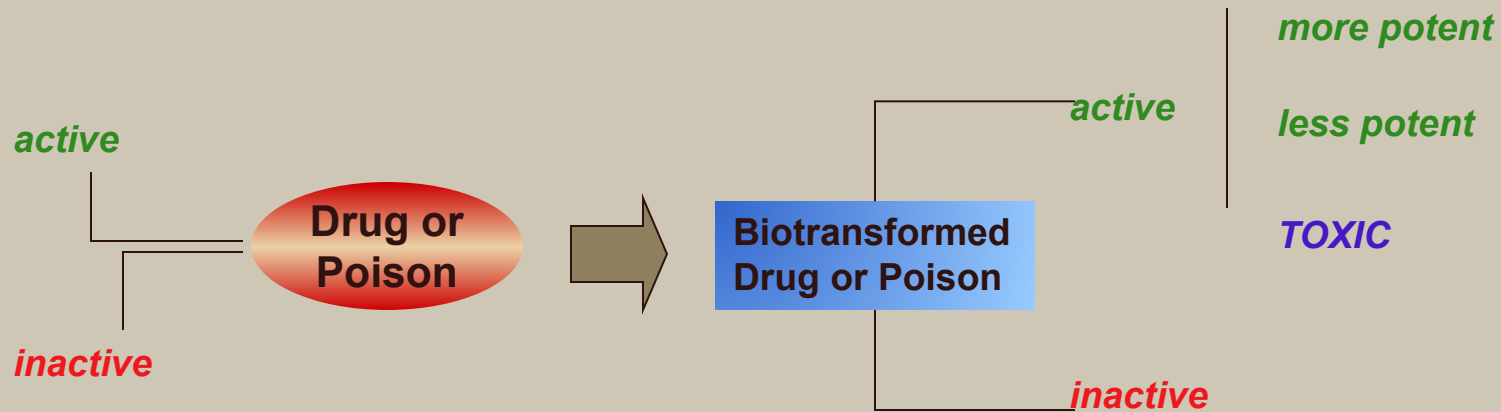 active
inactive
Drug or
Poison
Biotransformed
Drug or Poison
active
inactive
more potent
less potent
TOXIC